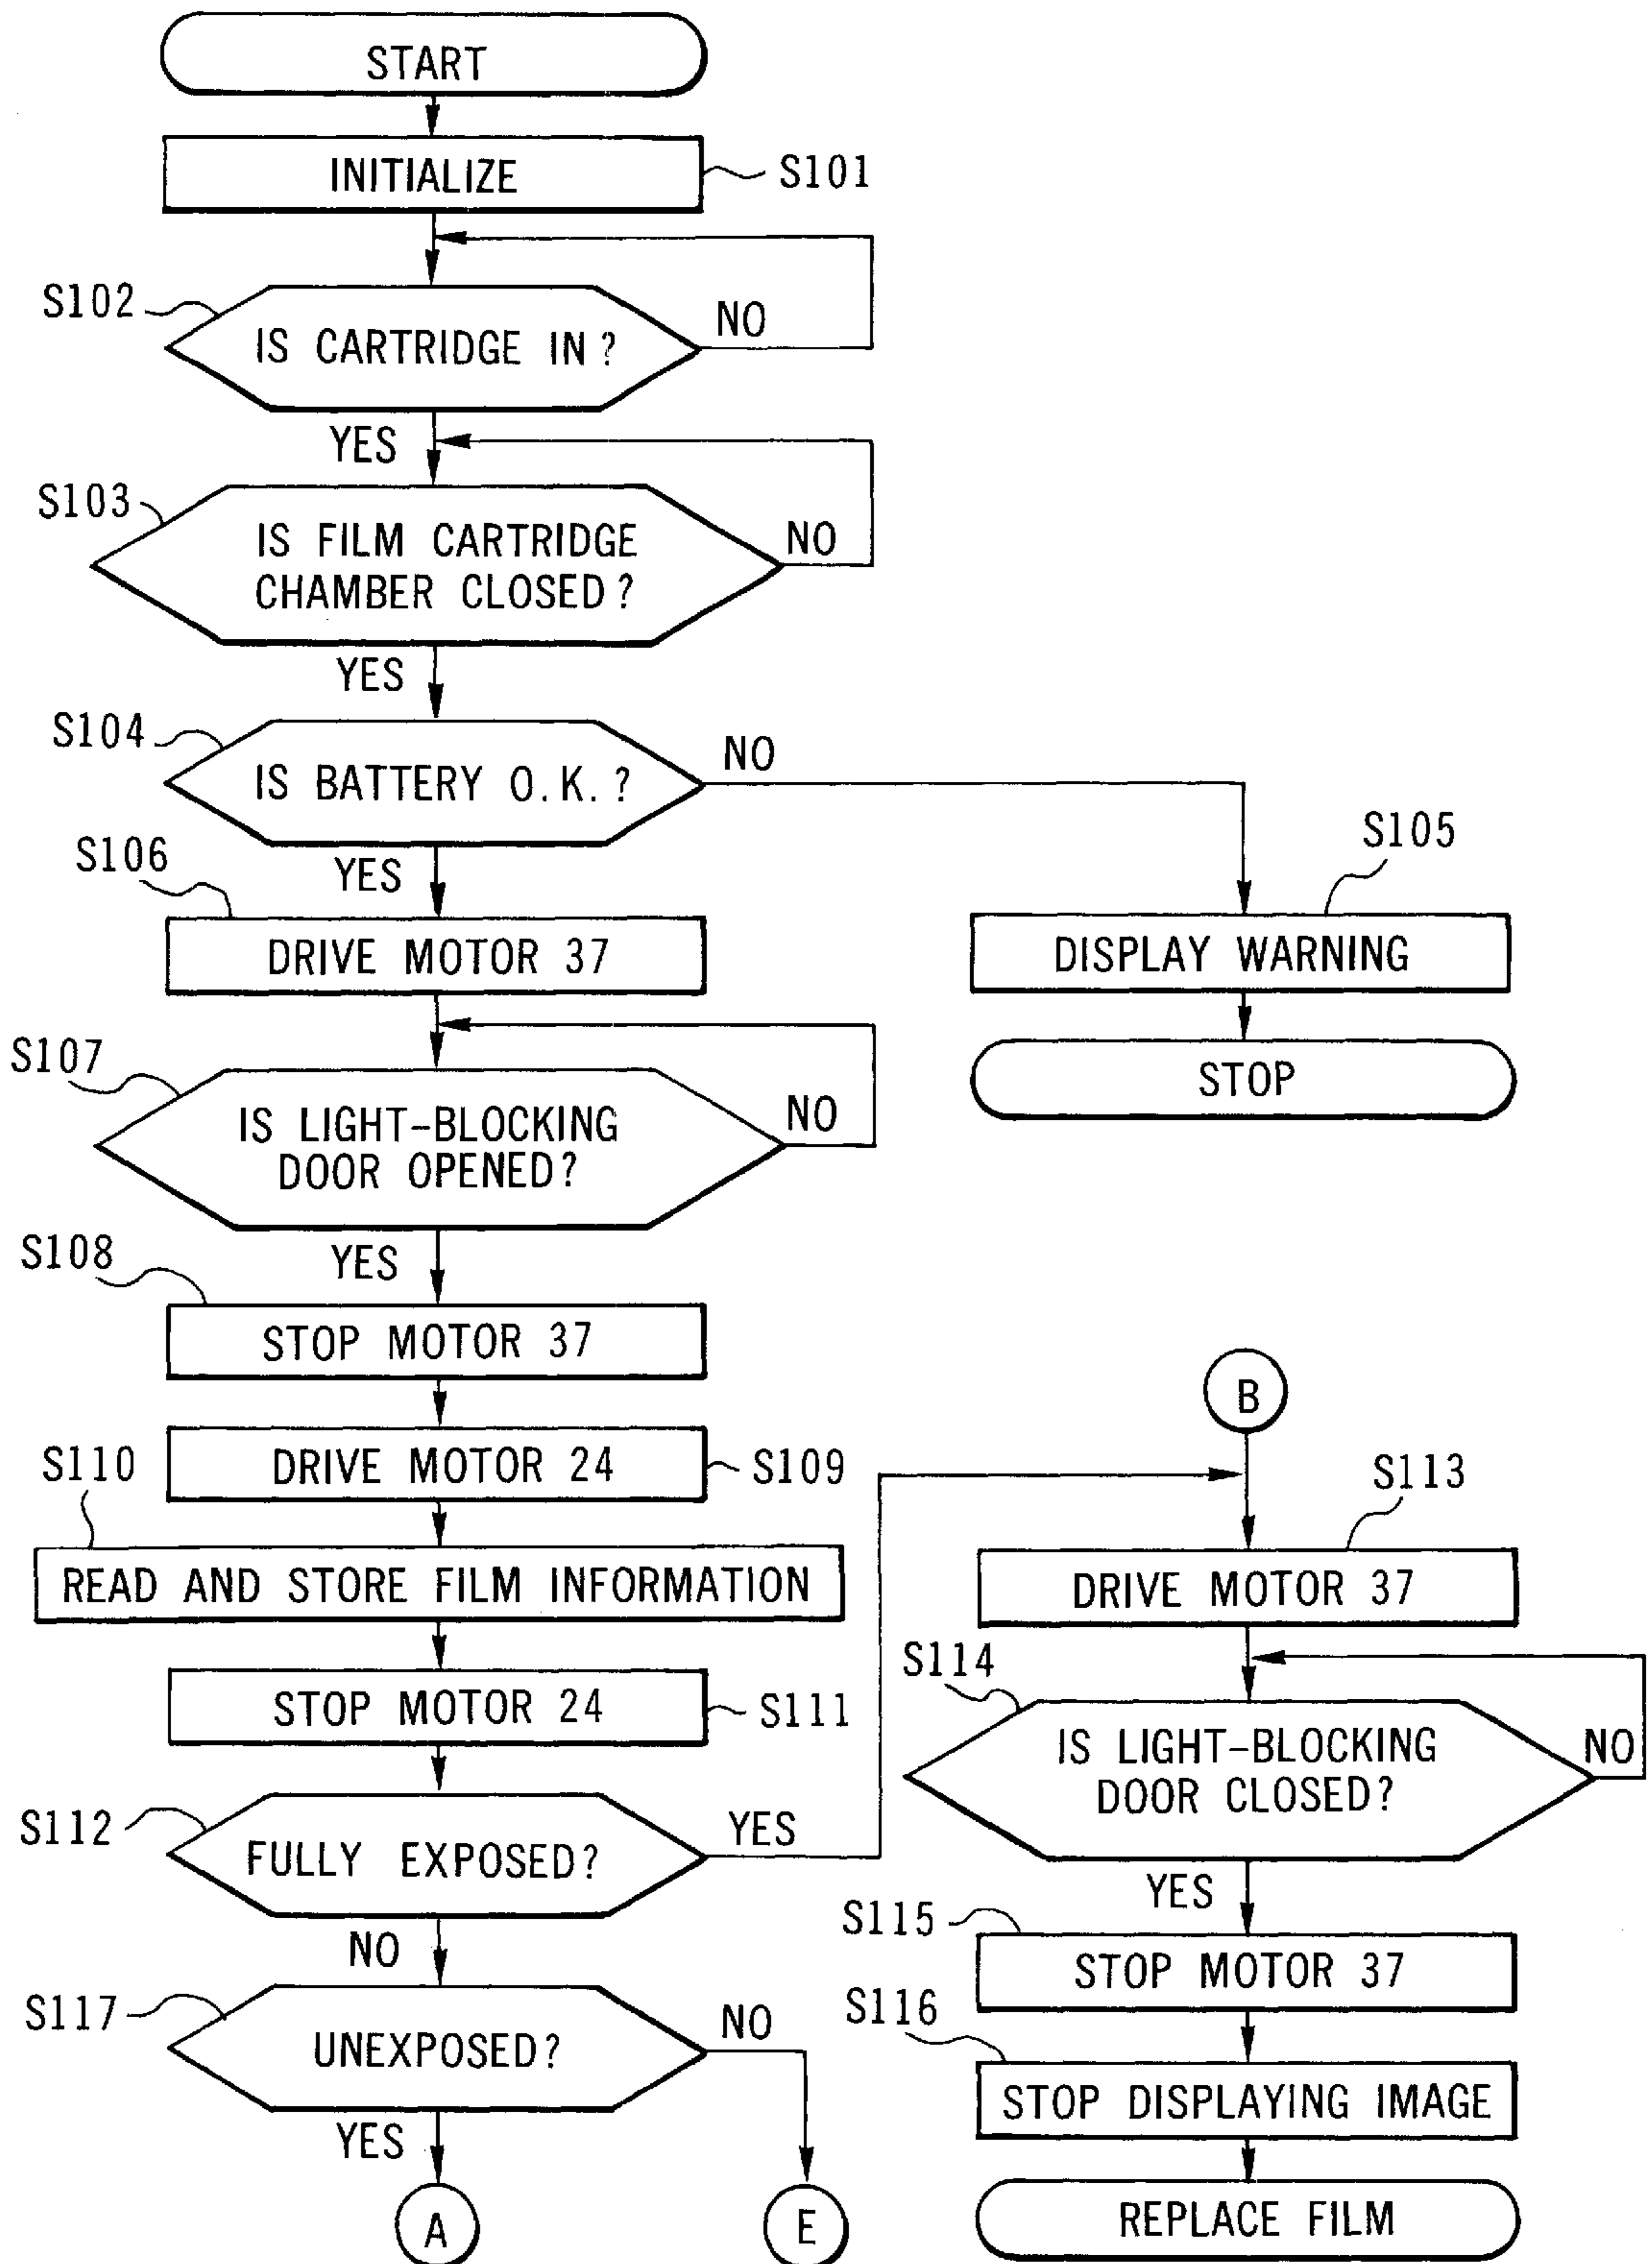 START
INITIALIZE
S101
S102
IS CARTRIDGE IN?
NO
YES
S103
IS FILM CARTRIDGE
CHAMBER CLOSED?
NO
YES
S104
IS BATTERY O.K.?
NO
YES
S105
DISPLAY WARNING
STOP
S106
DRIVE MOTOR 37
S107
IS LIGHT-BLOCKING
DOOR OPENED?
NO
YES
S108
STOP MOTOR 37
DRIVE MOTOR 24
S109
S110
READ AND STORE FILM INFORMATION
STOP MOTOR 24
S111
S112
FULLY EXPOSED?
YES
NO
S117
UNEXPOSED?
NO
YES
A
E
B
S113
DRIVE MOTOR 37
S114
IS LIGHT-BLOCKING
DOOR CLOSED?
NO
YES
S115
STOP MOTOR 37
S116
STOP DISPLAYING IMAGE
REPLACE FILM